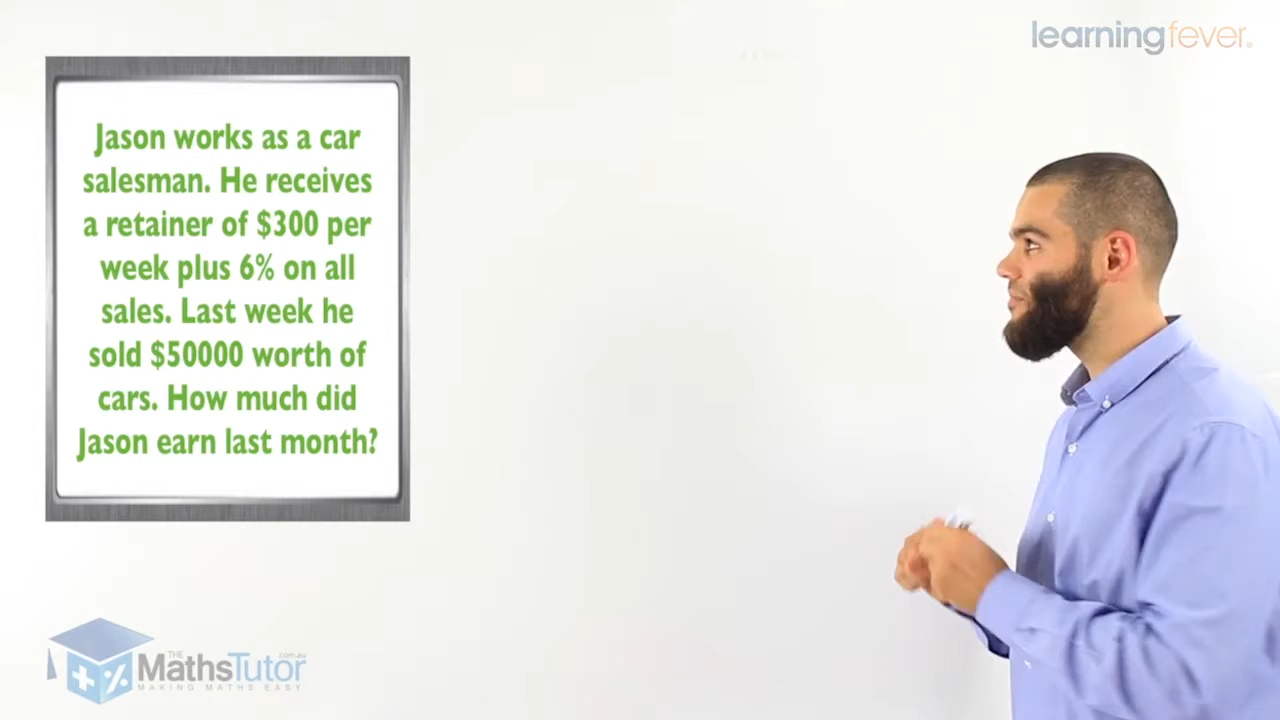 learningfever.
Jason works as a car
salesman. He receives
a retainer of $300 per
week plus 6% on all
sales. Last week he
sold $50000 worth of
cars. How much did
Jason earn last month?
THE
MathsTutor
.com.au
MAKING MATHS EASY